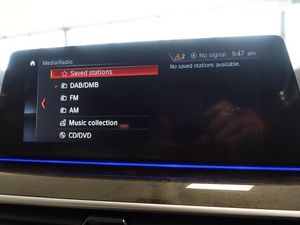 2 No signal 9:47 am
Media/Radio
Saved stations
No saved stations available.
DAB/DMB
FM
AM
Music collection
CD/DVD